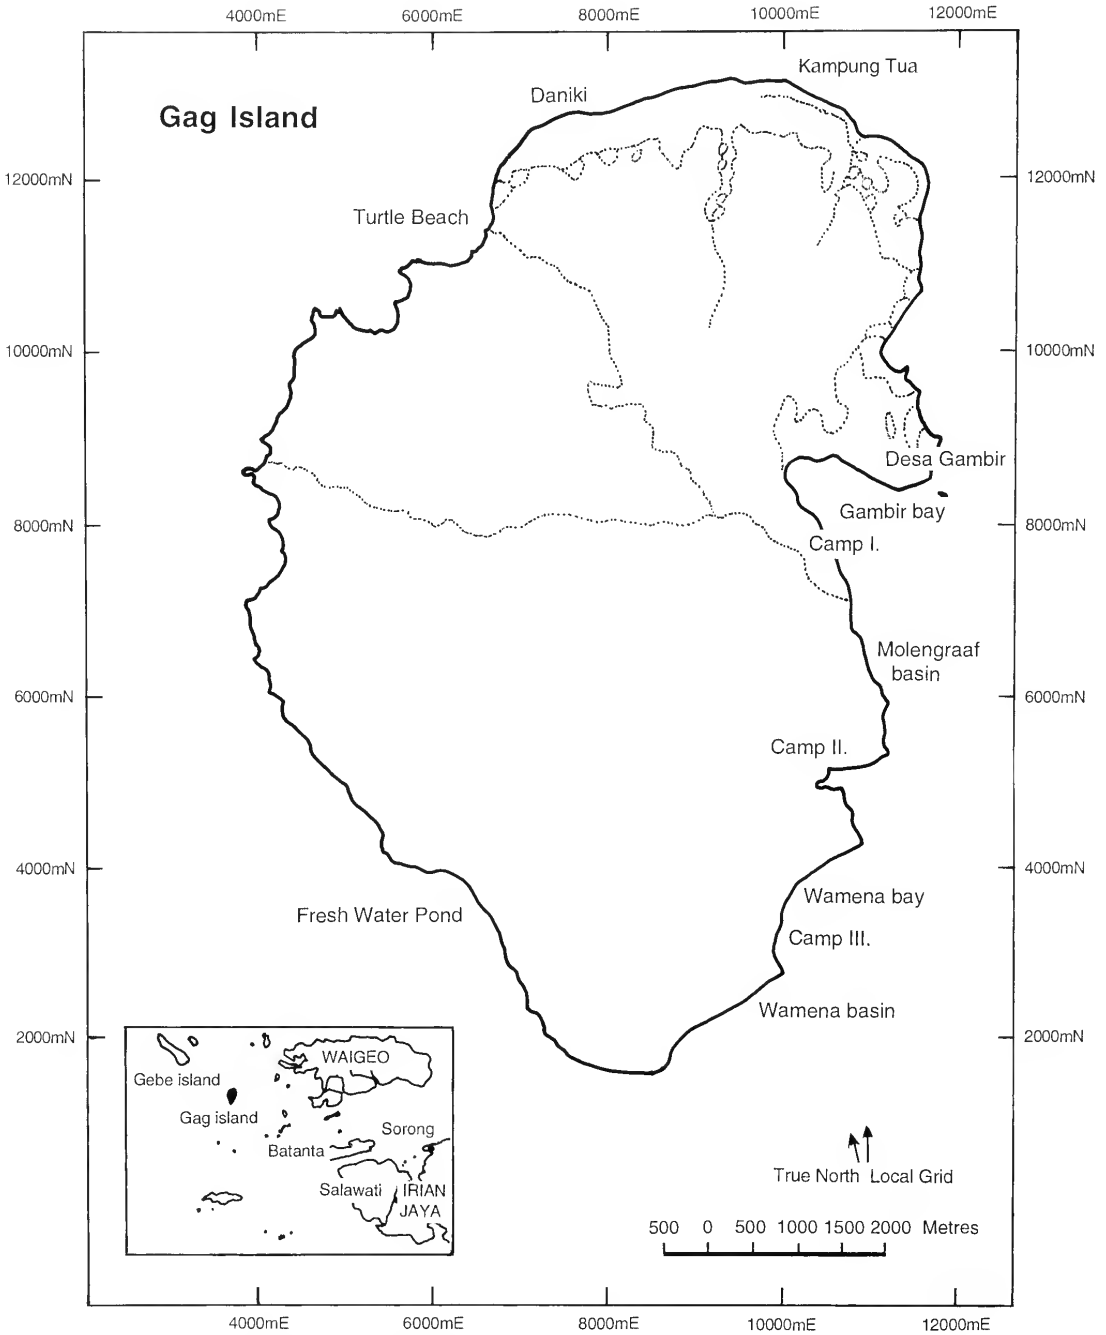 4000mE 6000mE 8000mE 10000mE 12000mE
Kampung Tua
Daniki
Gag Island
12000mN 12000mN
Turtle Beach
10000mN 10000mN
Desa Gambir
Gambir bay
8000mN 8000mN
Camp I.
Molengraaf
basin
6000mN 6000mN
Camp II.
4000mN 4000mN
Wamena bay
Fresh Water Pond
Camp III.
Wamena basin
2000mN 2000mN
WAIGEO
Gebe island
Gag island
Sorong
Batanta
Salawati IRIAN
JAYA
True North Local Grid
500 0 500 1000 1500 2000 Metres
4000mE 6000mE 8000mE 10000mE 12000mE